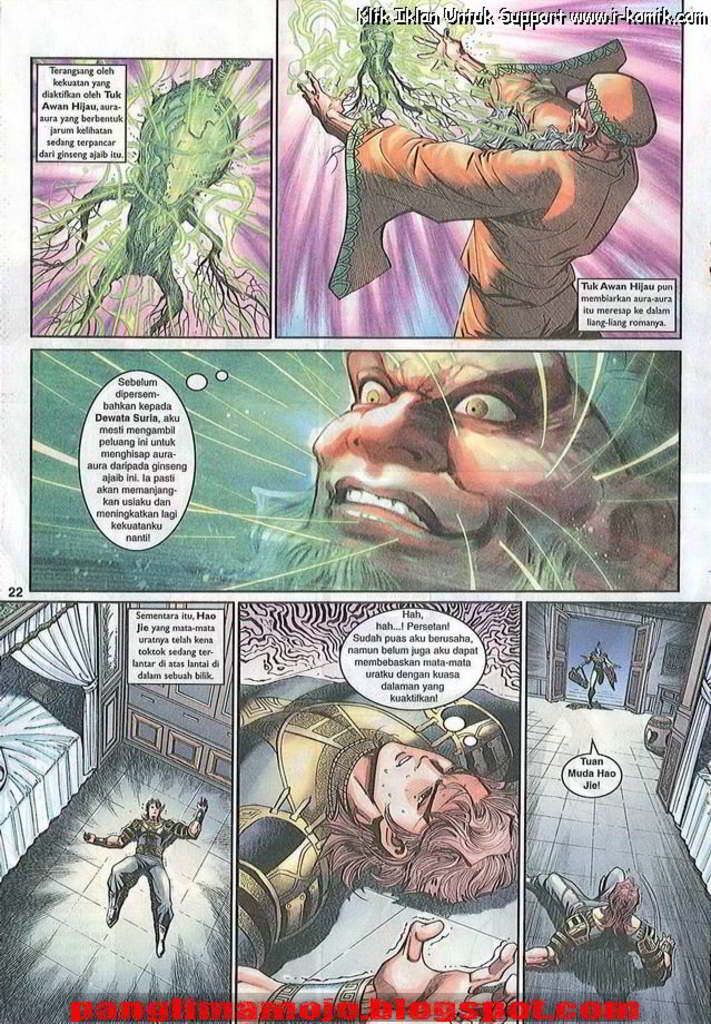 Klik Iklan Untuk Support www.i-komik.com
Terangsang oleh
kekuatan yang
diaktifkan oleh Tuk
Awan Hijau, aura-
aura yang berbentuk
jarum kelihatan
sedang terpancar
dari ginseng ajaib itu.
Tuk Awan Hijau pun
membiarkan aura-aura
itu meresap ke dalam
liang-liang romanya.
Sebelum
dipersem-
bahkan kepada
Dewata Suria, aku
mesti mengambil
peluang ini untuk
menghisap aura-
aura daripada ginseng
ajaib ini. Ia pasti
akan memanjang-
kan usiaku dan
meningkatkan lagi
kekuatanku
nanti!
22
Sementara itu, Hao
Jie yang mata-mata
uratnya telah kena
toktok sedang ter-
lantar di atas lantai di
dalam sebuah bilik.
Hah,
hah...! Persetan!
Sudah puas aku berusaha,
namun belum juga aku dapat
membebaskan mata-mata
uratku dengan kuasa
dalaman yang
kuaktifkan!
Tuan
Muda Hao
Jie!
panglimamojo.blogspot.com